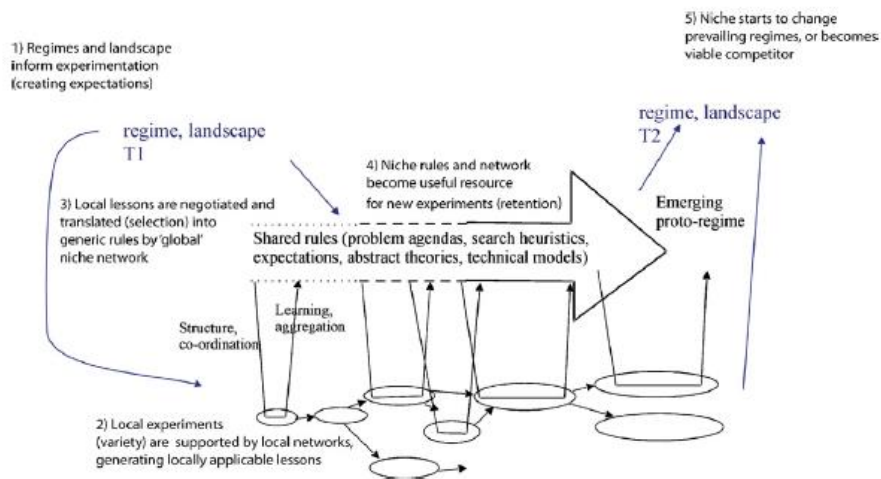 1) Regimes and landscape
inform experimentation
(creating expectations)
5) Niche starts to change
prevailing regimes, or becomes
viable competitor
regime, landscape
T1
regime, landscape
T2
4) Niche rules and network
become useful resource
for new experiments (retention)
3) Local lessons are negotiated and
translated (selection) into
generic rules by 'global'
niche network
Emerging
proto-regime
Shared rules (problem agendas, search heuristics,
expectations, abstract theories, technical models)
Learning,
aggregation
Structure,
co-ordination
2) Local experiments
(variety) are supported by local networks,
generating locally applicable lessons